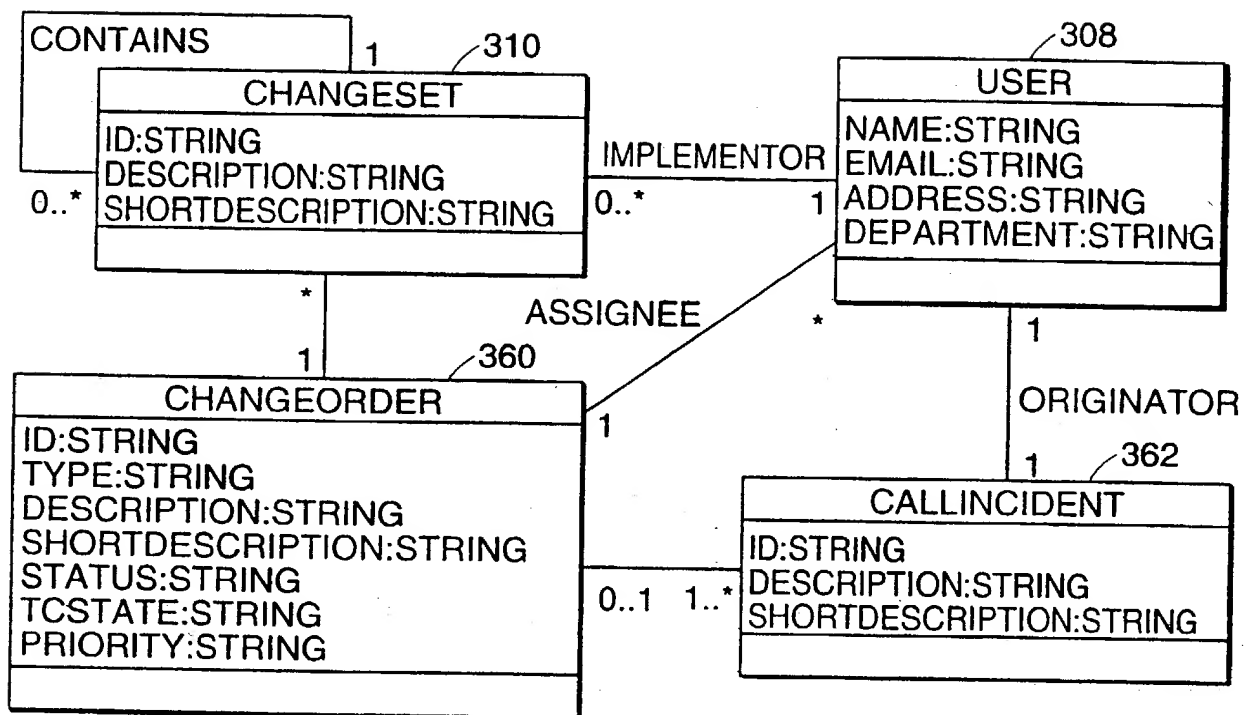 CONTAINS
1
310
CHANGESET
ID:STRING
DESCRIPTION:STRING
SHORTDESCRIPTION:STRING
0..*
IMPLEMENTOR
0..*
1
308
USER
NAME:STRING
EMAIL:STRING
ADDRESS:STRING
DEPARTMENT:STRING
*
1
ASSIGNEE
*
1
1
ORIGINATOR
1
360
CHANGEORDER
ID:STRING
TYPE:STRING
DESCRIPTION:STRING
SHORTDESCRIPTION:STRING
STATUS:STRING
TCSTATE:STRING
PRIORITY:STRING
0..1 1..*
362
CALLINCIDENT
ID:STRING
DESCRIPTION:STRING
SHORTDESCRIPTION:STRING